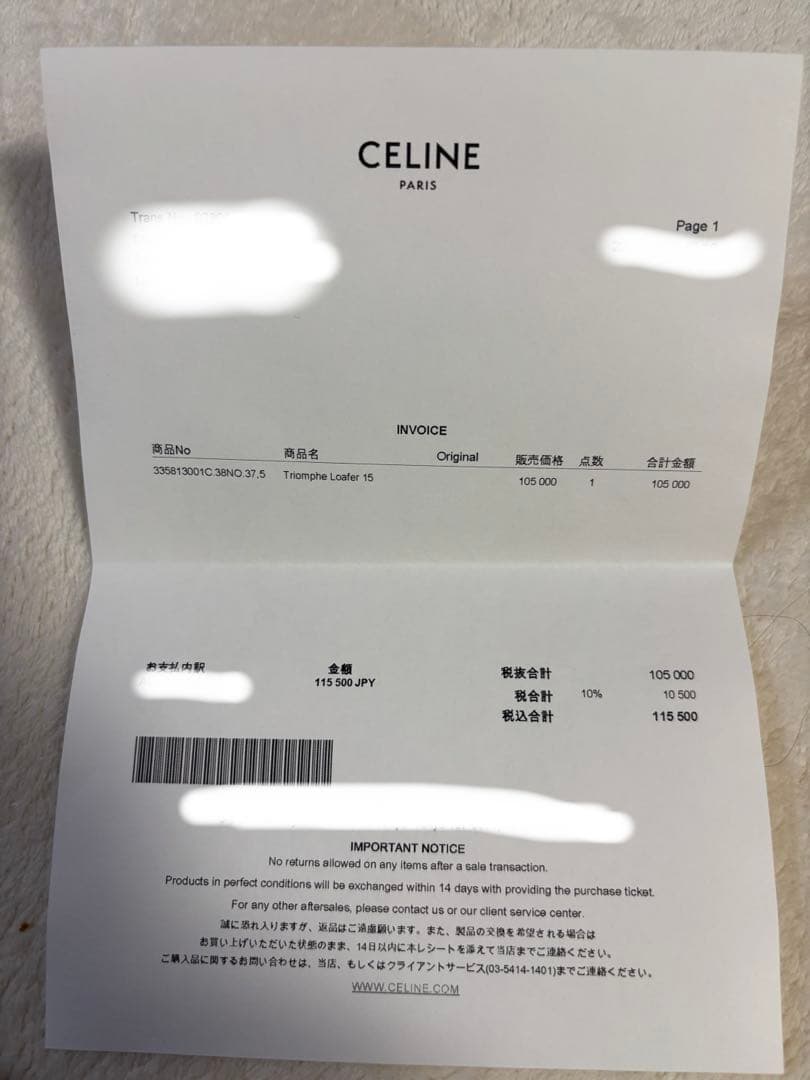 CELINE
PARIS
Trans No
Page 1
INVOICE
商品No 商品名 Original 販売価格 点数 合計金額
335813001C.38NO.37,5 Triomphe Loafer 15 105 000 1 105 000
お支払内訳 金額 税抜合計 105 000
115 500 JPY
税合計 10% 10 500
税込合計 115 500
IMPORTANT NOTICE
No returns allowed on any items after a sale transaction.
Products in perfect conditions will be exchanged within 14 days with providing the purchase ticket.
For any other aftersales, please contact us or our client service center.
誠に恐れ入りますが、返品はご遠慮願います。また、製品の交換を希望される場合は
お買い上げいただいた状態のまま、14日以内に本レシートを添えて当店までご連絡ください。
ご購入品に関するお問い合わせは、当店、もしくはクライアントサービス(03-5414-1401)までご連絡ください。
WWW.CELINE.COM